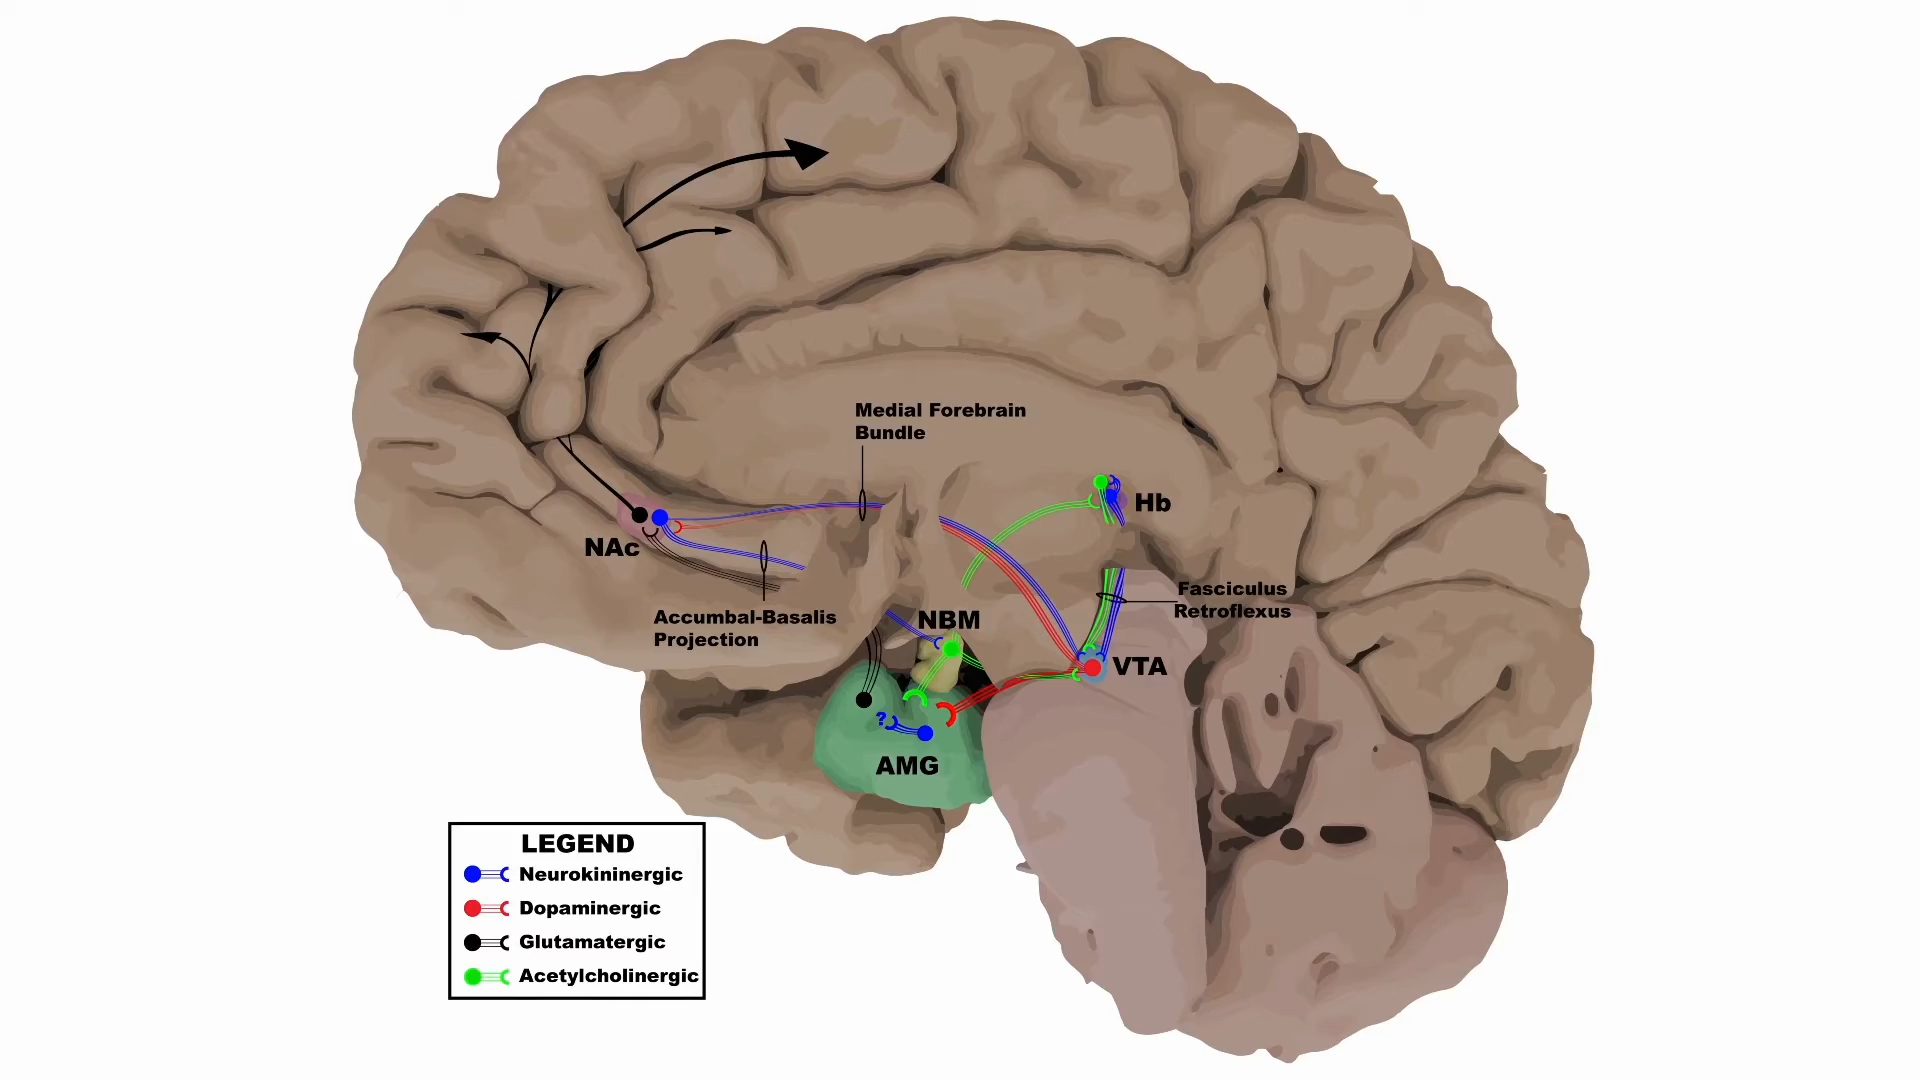 Medial Forebrain
Bundle
Hb
NAc
Fasciculus
Retroflexus
Accumbal-Basalis
Projection
NBM
VTA
?
AMG
LEGEND
Neurokininergic
Dopaminergic
Glutamatergic
Acetylcholinergic